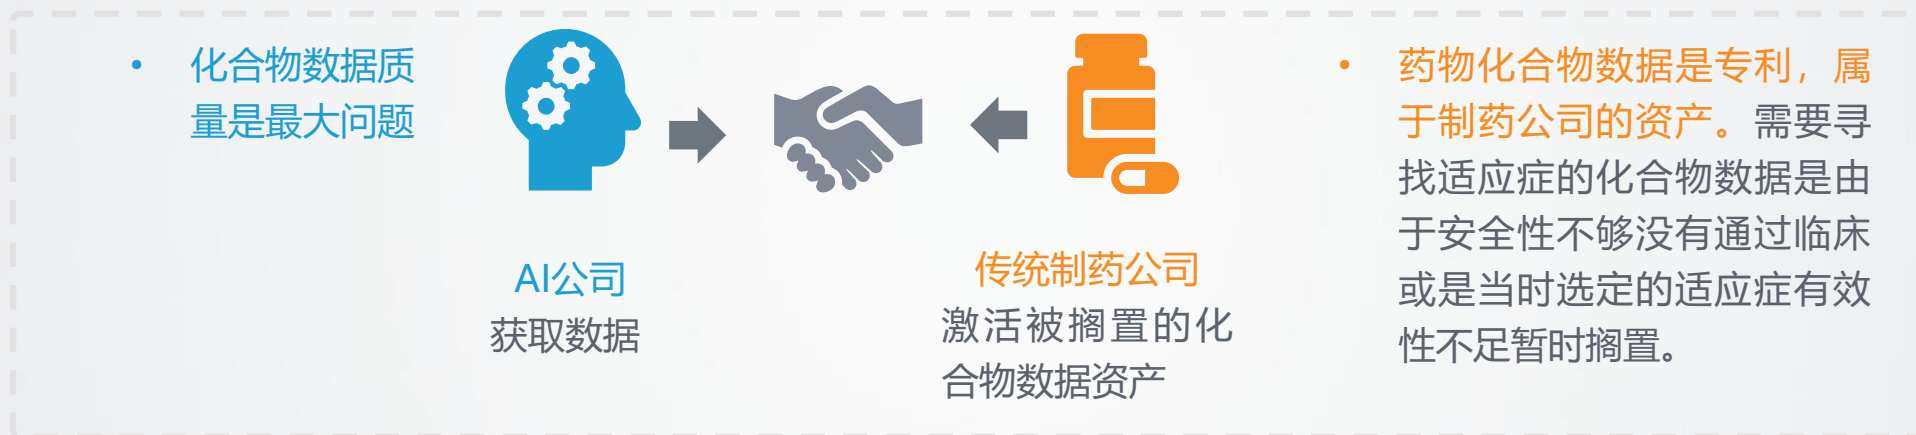 • 化合物数据质
量是最大问题
AI公司
获取数据
传统制药公司
激活被搁置的化
合物数据资产
• 药物化合物数据是专利，属
于制药公司的资产。需要寻
找适应症的化合物数据是由
于安全性不够没有通过临床
或是当时选定的适应症有效
性不足暂时搁置。